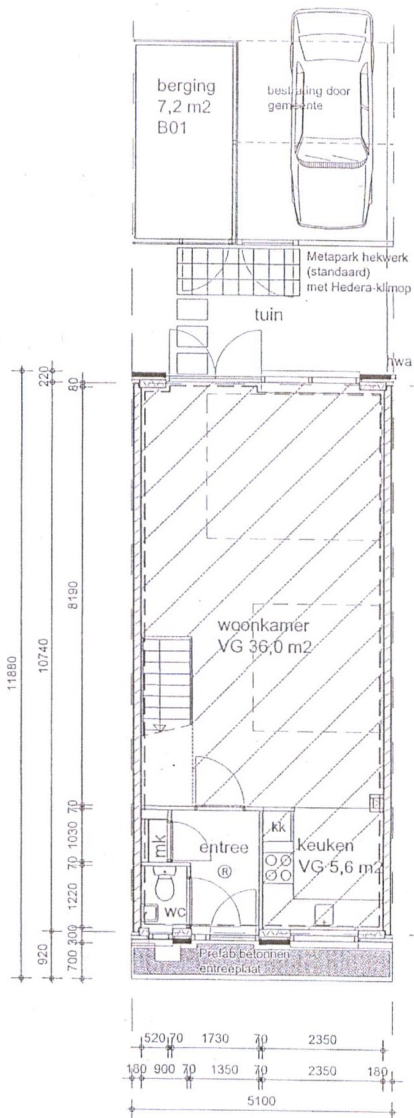 berging
7,2 m2
B01
bestrating door
gemeente
Metapark hekwerk
(standaard)
met Hedera-klimop
tuin
hwa
220
80
8190
10740
11880
woonkamer
VG 36,0 m2
70
1030
mk
entree
kk
keuken
VG 5,6 m2
R
70
1220
wc
300
920
700
Prefab betonnen
entreeplaat
520 70 1730 70 2350
180 900 70 1350 70 2350 180
5100